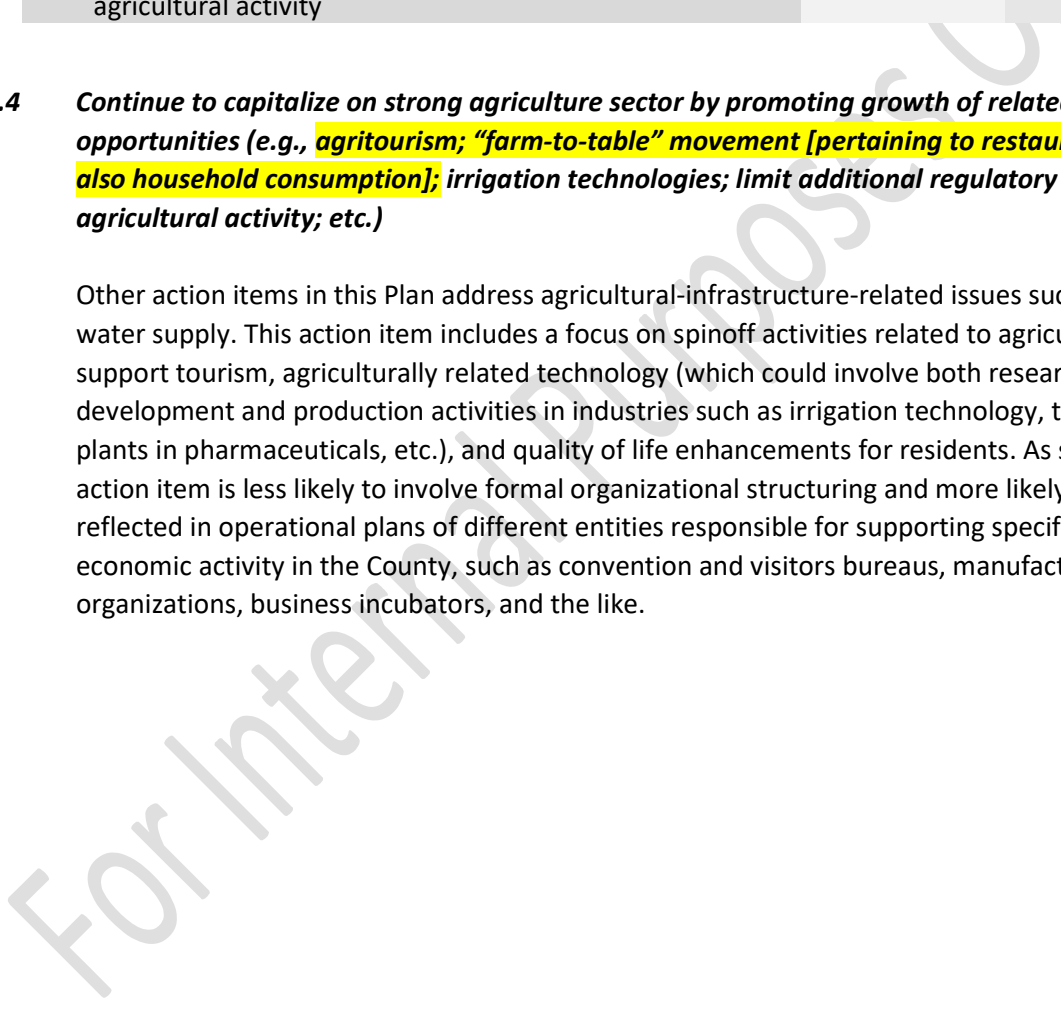 agricultural activity
.4 Continue to capitalize on strong agriculture sector by promoting growth of related
opportunities (e.g., agritourism; “farm-to-table” movement [pertaining to restau
also household consumption]; irrigation technologies; limit additional regulatory
agricultural activity; etc.)
Other action items in this Plan address agricultural-infrastructure-related issues suc
water supply. This action item includes a focus on spinoff activities related to agricu
support tourism, agriculturally related technology (which could involve both resear
development and production activities in industries such as irrigation technology, t
plants in pharmaceuticals, etc.), and quality of life enhancements for residents. As s
action item is less likely to involve formal organizational structuring and more likely
reflected in operational plans of different entities responsible for supporting specif
economic activity in the County, such as convention and visitors bureaus, manufact
organizations, business incubators, and the like.
For Internal Purposes O